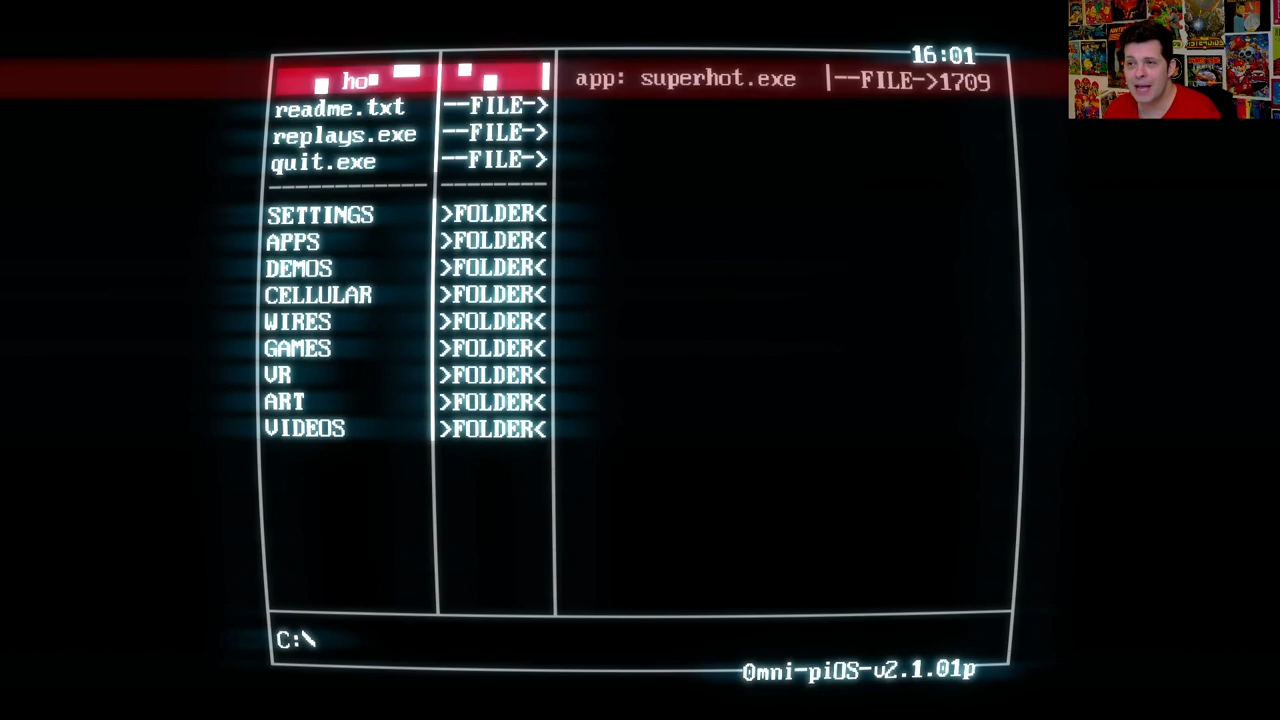 16:01
ho
app: superhot.exe |--FILE->1709
readme.txt --FILE->
replays.exe --FILE->
quit.exe --FILE->
SETTINGS >FOLDER<
APPS >FOLDER<
DEMOS >FOLDER<
CELLULAR >FOLDER<
WIRES >FOLDER<
GAMES >FOLDER<
VR >FOLDER<
ART >FOLDER<
VIDEOS >FOLDER<
C:\
Omni-piOS-v2.1.01p